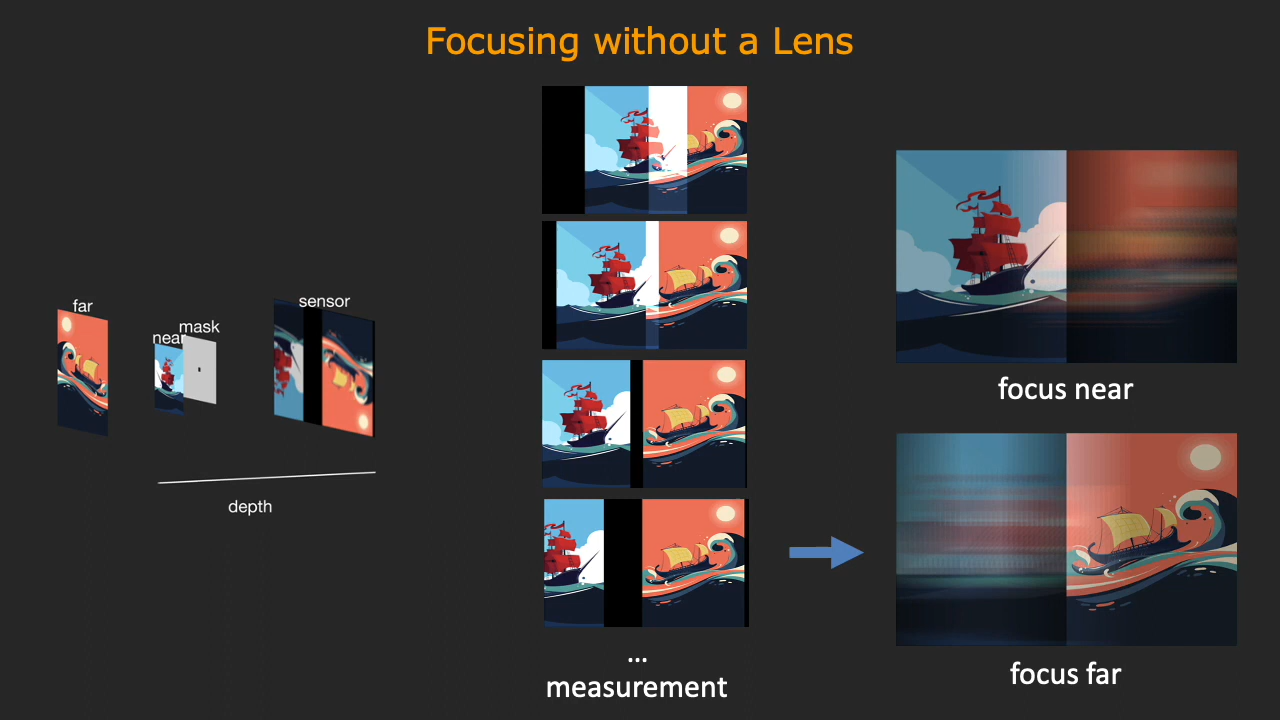 Focusing without a Lens
far
near
mask
sensor
depth
...
measurement
focus near
focus far